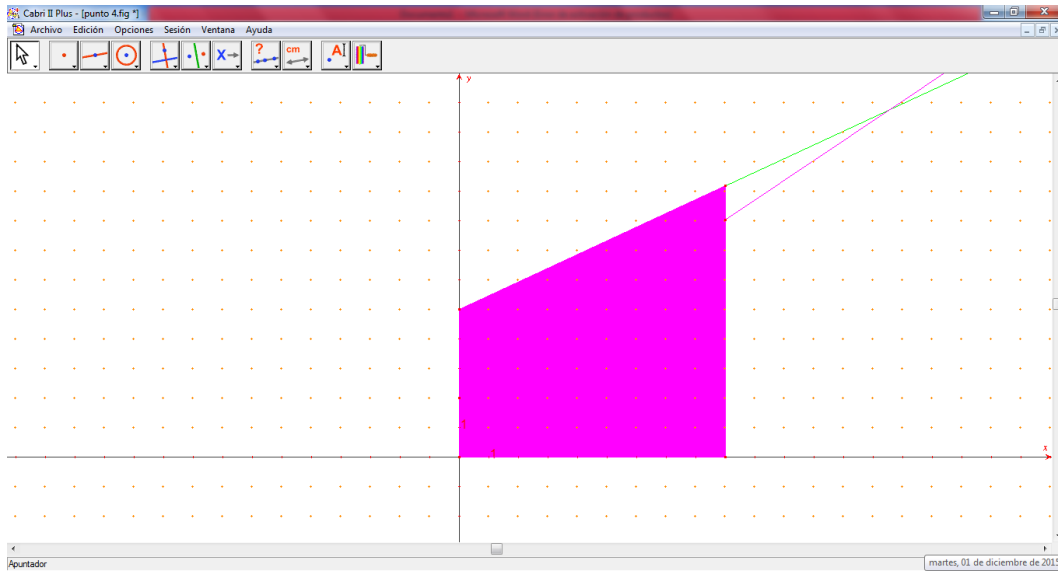 Cabri II Plus - [punto 4.fig *]
Archivo Edición Opciones Sesión Ventana Ayuda
? cm A
y
1
1
x
Apuntador
martes, 01 de diciembre de 2015